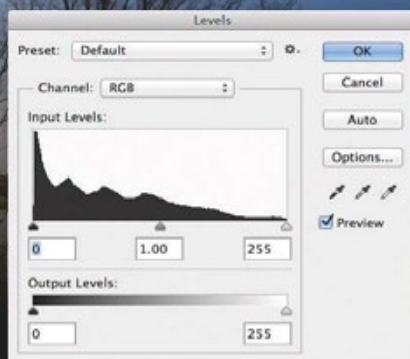 Levels
Preset: Default
OK
Channel: RGB
Cancel
Input Levels:
Auto
Options...
Preview
0 1.00 255
Output Levels:
0 255